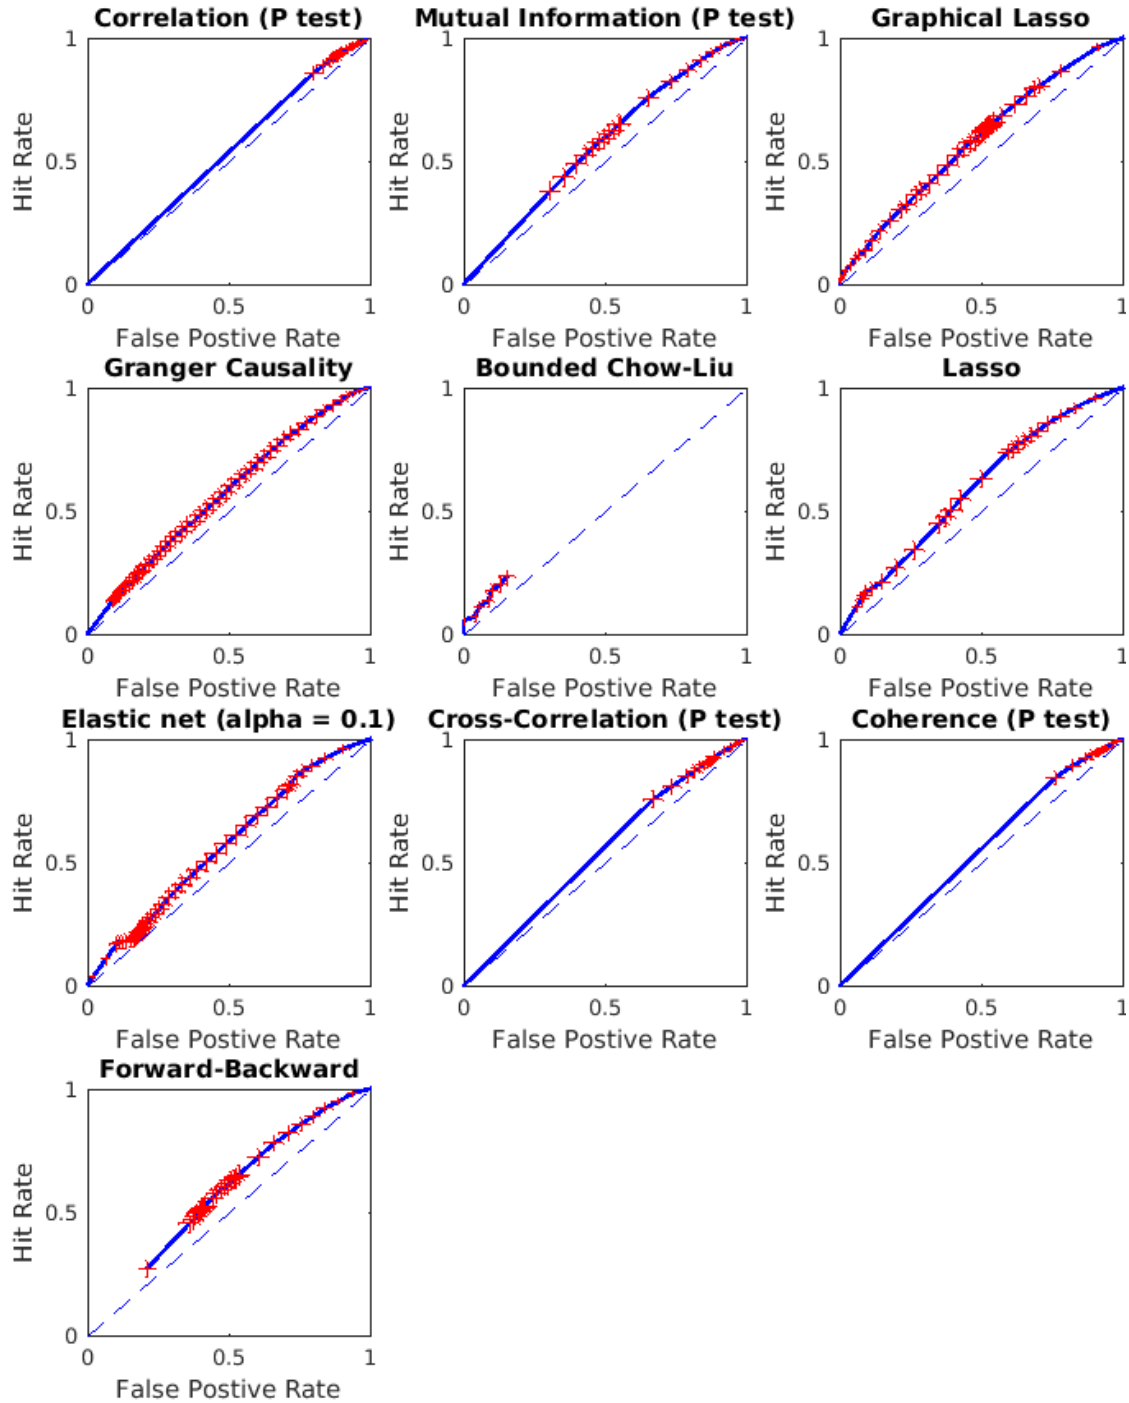 Correlation (P test)
1
0.5
0
Hit Rate
0 0.5 1
False Postive Rate
Mutual Information (P test)
1
0.5
0
Hit Rate
0 0.5 1
False Postive Rate
Graphical Lasso
1
0.5
0
Hit Rate
0 0.5 1
False Postive Rate
Granger Causality
1
0.5
0
Hit Rate
0 0.5 1
False Postive Rate
Bounded Chow-Liu
1
0.5
0
Hit Rate
0 0.5 1
False Postive Rate
Lasso
1
0.5
0
Hit Rate
0 0.5 1
False Postive Rate
Elastic net (alpha = 0.1)
1
0.5
0
Hit Rate
0 0.5 1
False Postive Rate
Cross-Correlation (P test)
1
0.5
0
Hit Rate
0 0.5 1
False Postive Rate
Coherence (P test)
1
0.5
0
Hit Rate
0 0.5 1
False Postive Rate
Forward-Backward
1
0.5
0
Hit Rate
0 0.5 1
False Postive Rate